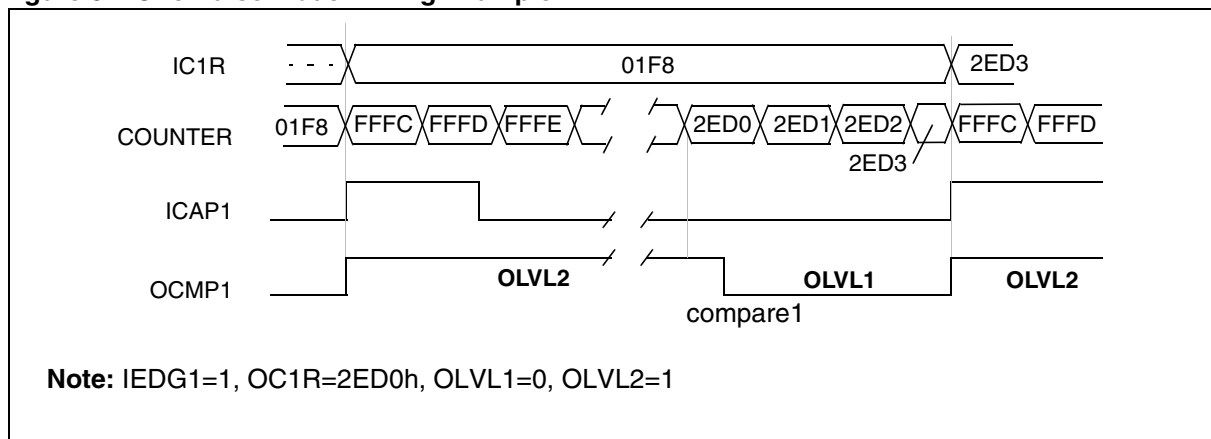 IC1R - - - 01F8 2ED3
COUNTER 01F8 FFFC FFFD FFFE 2ED0 2ED1 2ED2 FFFC FFFD
2ED3
ICAP1
OCMP1 OLVL2 OLVL1 OLVL2
compare1
Note: IEDG1=1, OC1R=2ED0h, OLVL1=0, OLVL2=1